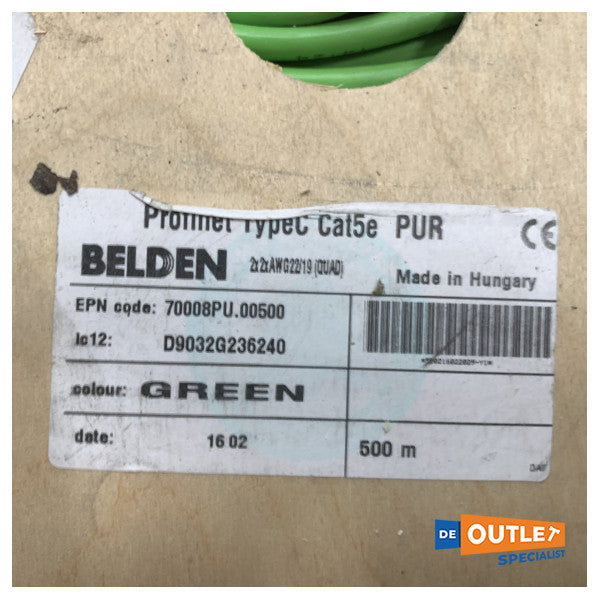 Profinet TypeC Cat5e PUR
CE
BELDEN 2x2xAWG22/19 (QUAD)
Made in Hungary
EPN code: 70008PU.00500
lc12: D9032G236240
colour: GREEN
date: 16 02
500 m
DE OUTLET
SPECIALIST